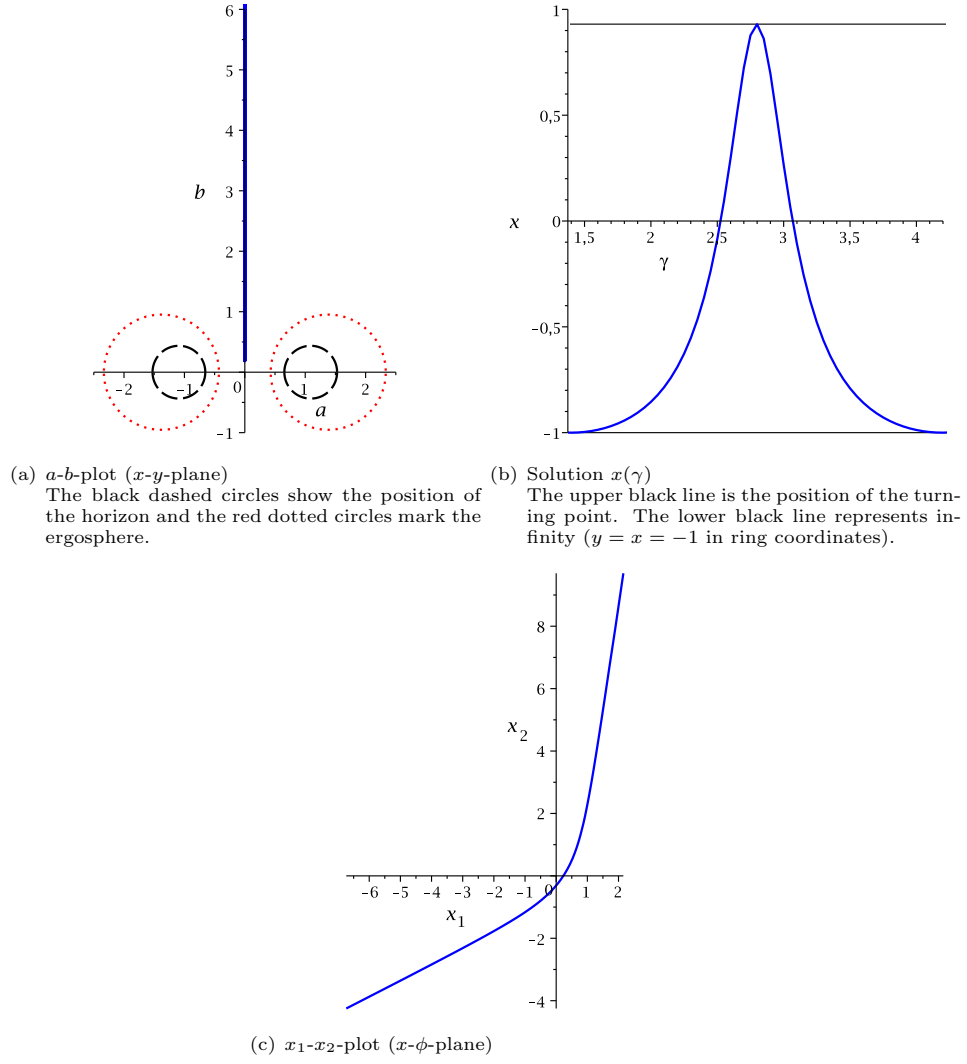 6
5
4
b
3
2
1
-2 -1 0 1 2
a
-1
1
0,5
x 0
1,5 2 2,5 3 3,5 4
γ
-0,5
-1
(a) a-b-plot (x-y-plane)
The black dashed circles show the position of
the horizon and the red dotted circles mark the
ergosphere.
(b) Solution x(γ)
The upper black line is the position of the turn-
ing point. The lower black line represents in-
finity (y = x = −1 in ring coordinates).
8
6
x₂
4
2
-6 -5 -4 -3 -2 -1 0 1 2
x₁
-2
-4
(c) x₁-x₂-plot (x-ϕ-plane)